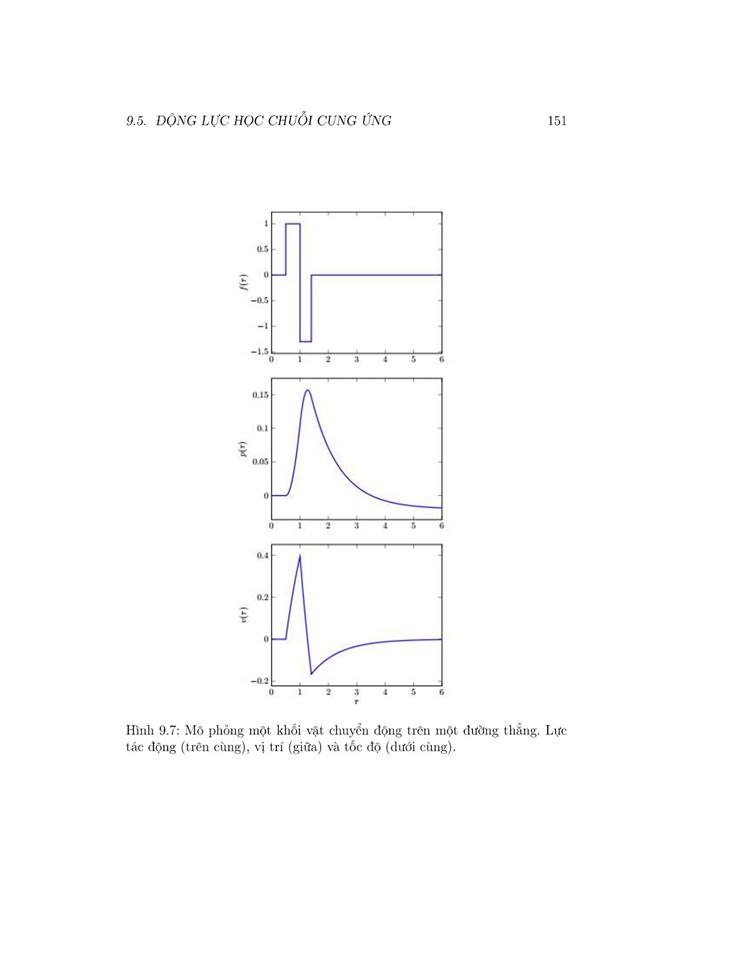 9.5. ĐỘNG LỰC HỌC CHUỖI CUNG ỨNG 151
1
0.5
0
−0.5
−1
−1.5
f(τ)
0 1 2 3 4 5 6
0.15
0.1
0.05
0
p(τ)
0 1 2 3 4 5 6
0.4
0.2
0
−0.2
v(τ)
0 1 2 3 4 5 6
τ
Hình 9.7: Mô phỏng một khối vật chuyển động trên một đường thẳng. Lực
tác động (trên cùng), vị trí (giữa) và tốc độ (dưới cùng).